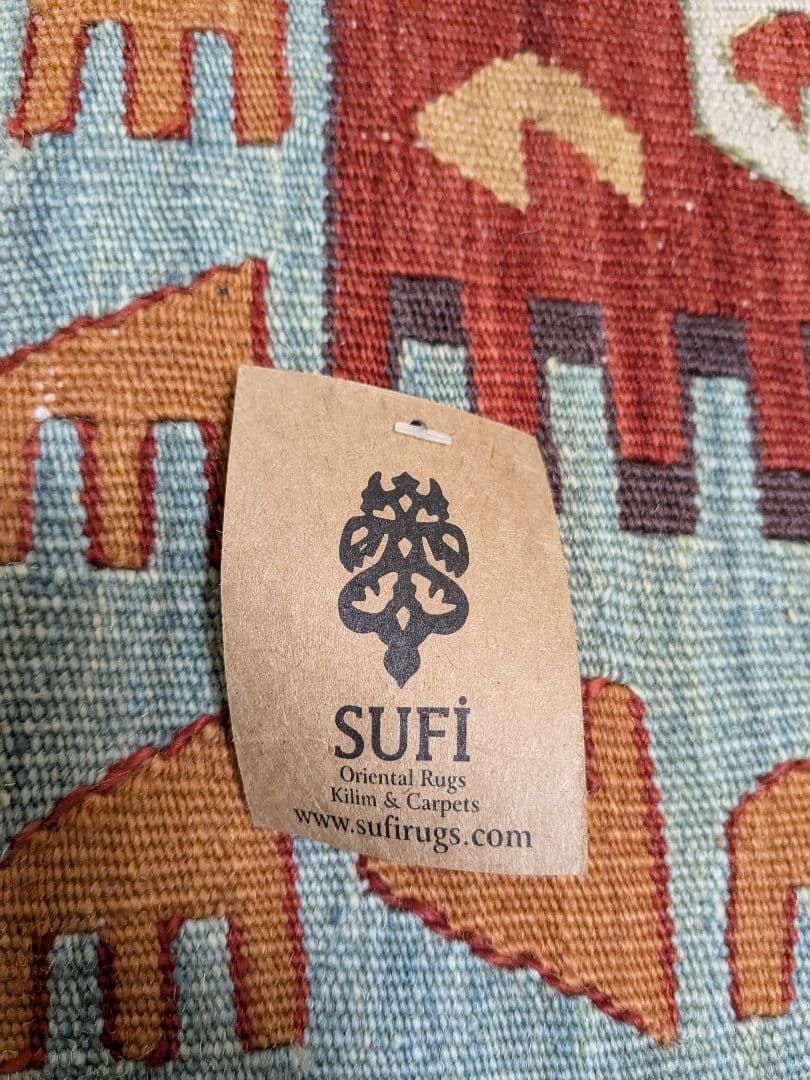 SUFİ
Oriental Rugs
Kilim & Carpets
www.sufirugs.com